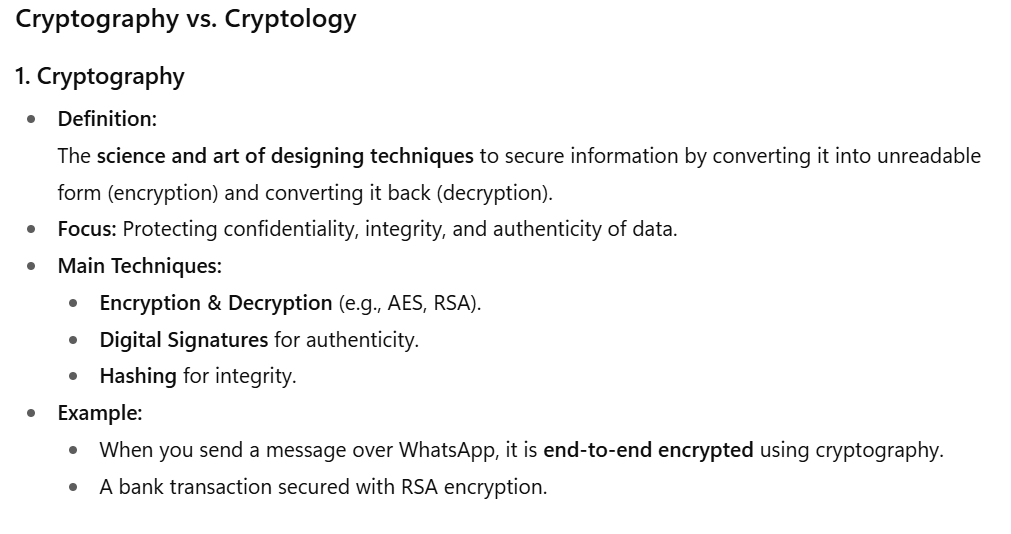 Cryptography vs. Cryptology
1. Cryptography
• Definition:
The science and art of designing techniques to secure information by converting it into unreadable
form (encryption) and converting it back (decryption).
• Focus: Protecting confidentiality, integrity, and authenticity of data.
• Main Techniques:
• Encryption & Decryption (e.g., AES, RSA).
• Digital Signatures for authenticity.
• Hashing for integrity.
• Example:
• When you send a message over WhatsApp, it is end-to-end encrypted using cryptography.
• A bank transaction secured with RSA encryption.